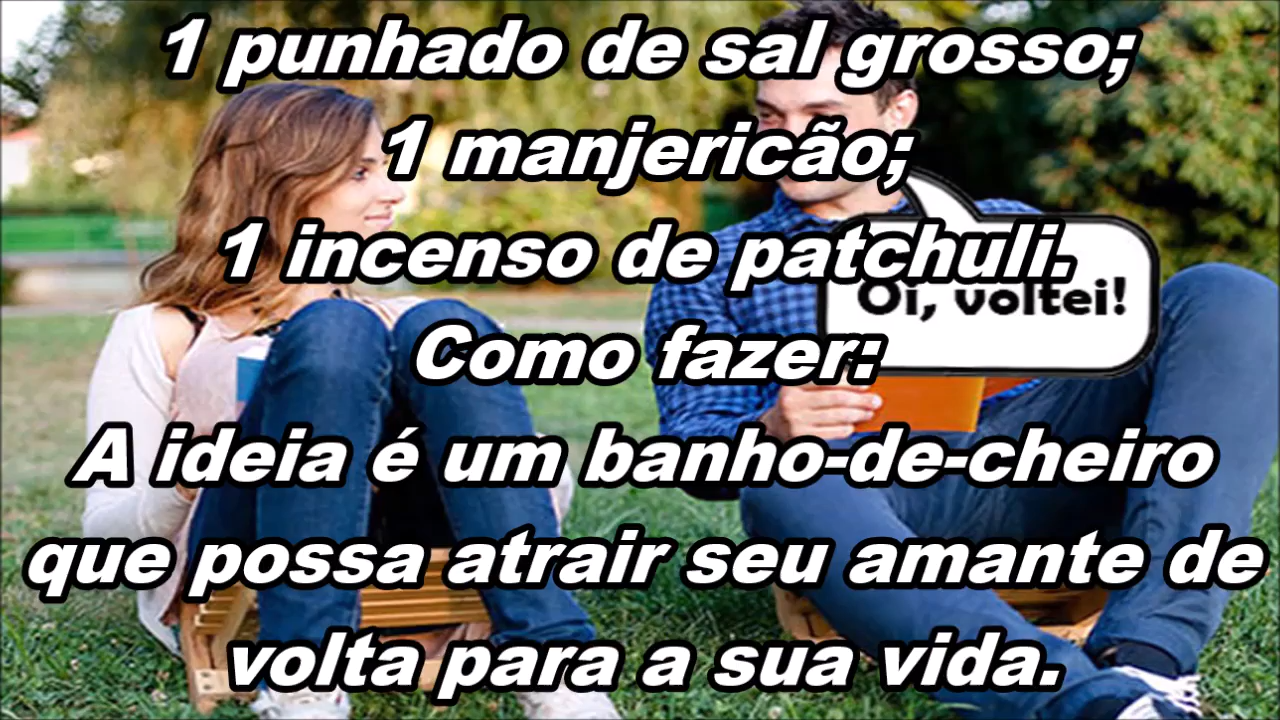 1 punhado de sal grosso;
1 manjericão;
1 incenso de patchuli.
Oi, voltei!
Como fazer:
A ideia é um banho-de-cheiro
que possa atrair seu amante de
volta para a sua vida.